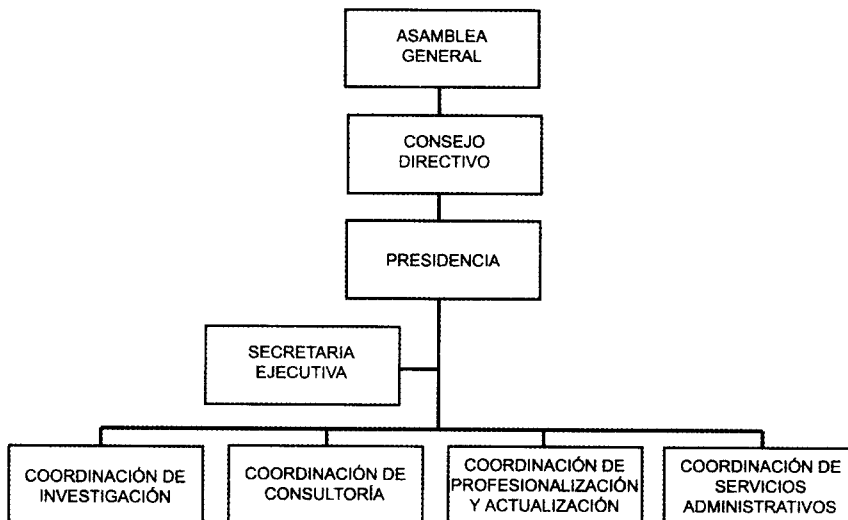 ASAMBLEA
GENERAL
CONSEJO
DIRECTIVO
PRESIDENCIA
SECRETARIA
EJECUTIVA
COORDINACIÓN DE
INVESTIGACIÓN
COORDINACIÓN DE
CONSULTORÍA
COORDINACIÓN DE
PROFESIONALIZACIÓN
Y ACTUALIZACIÓN
COORDINACIÓN DE
SERVICIOS
ADMINISTRATIVOS